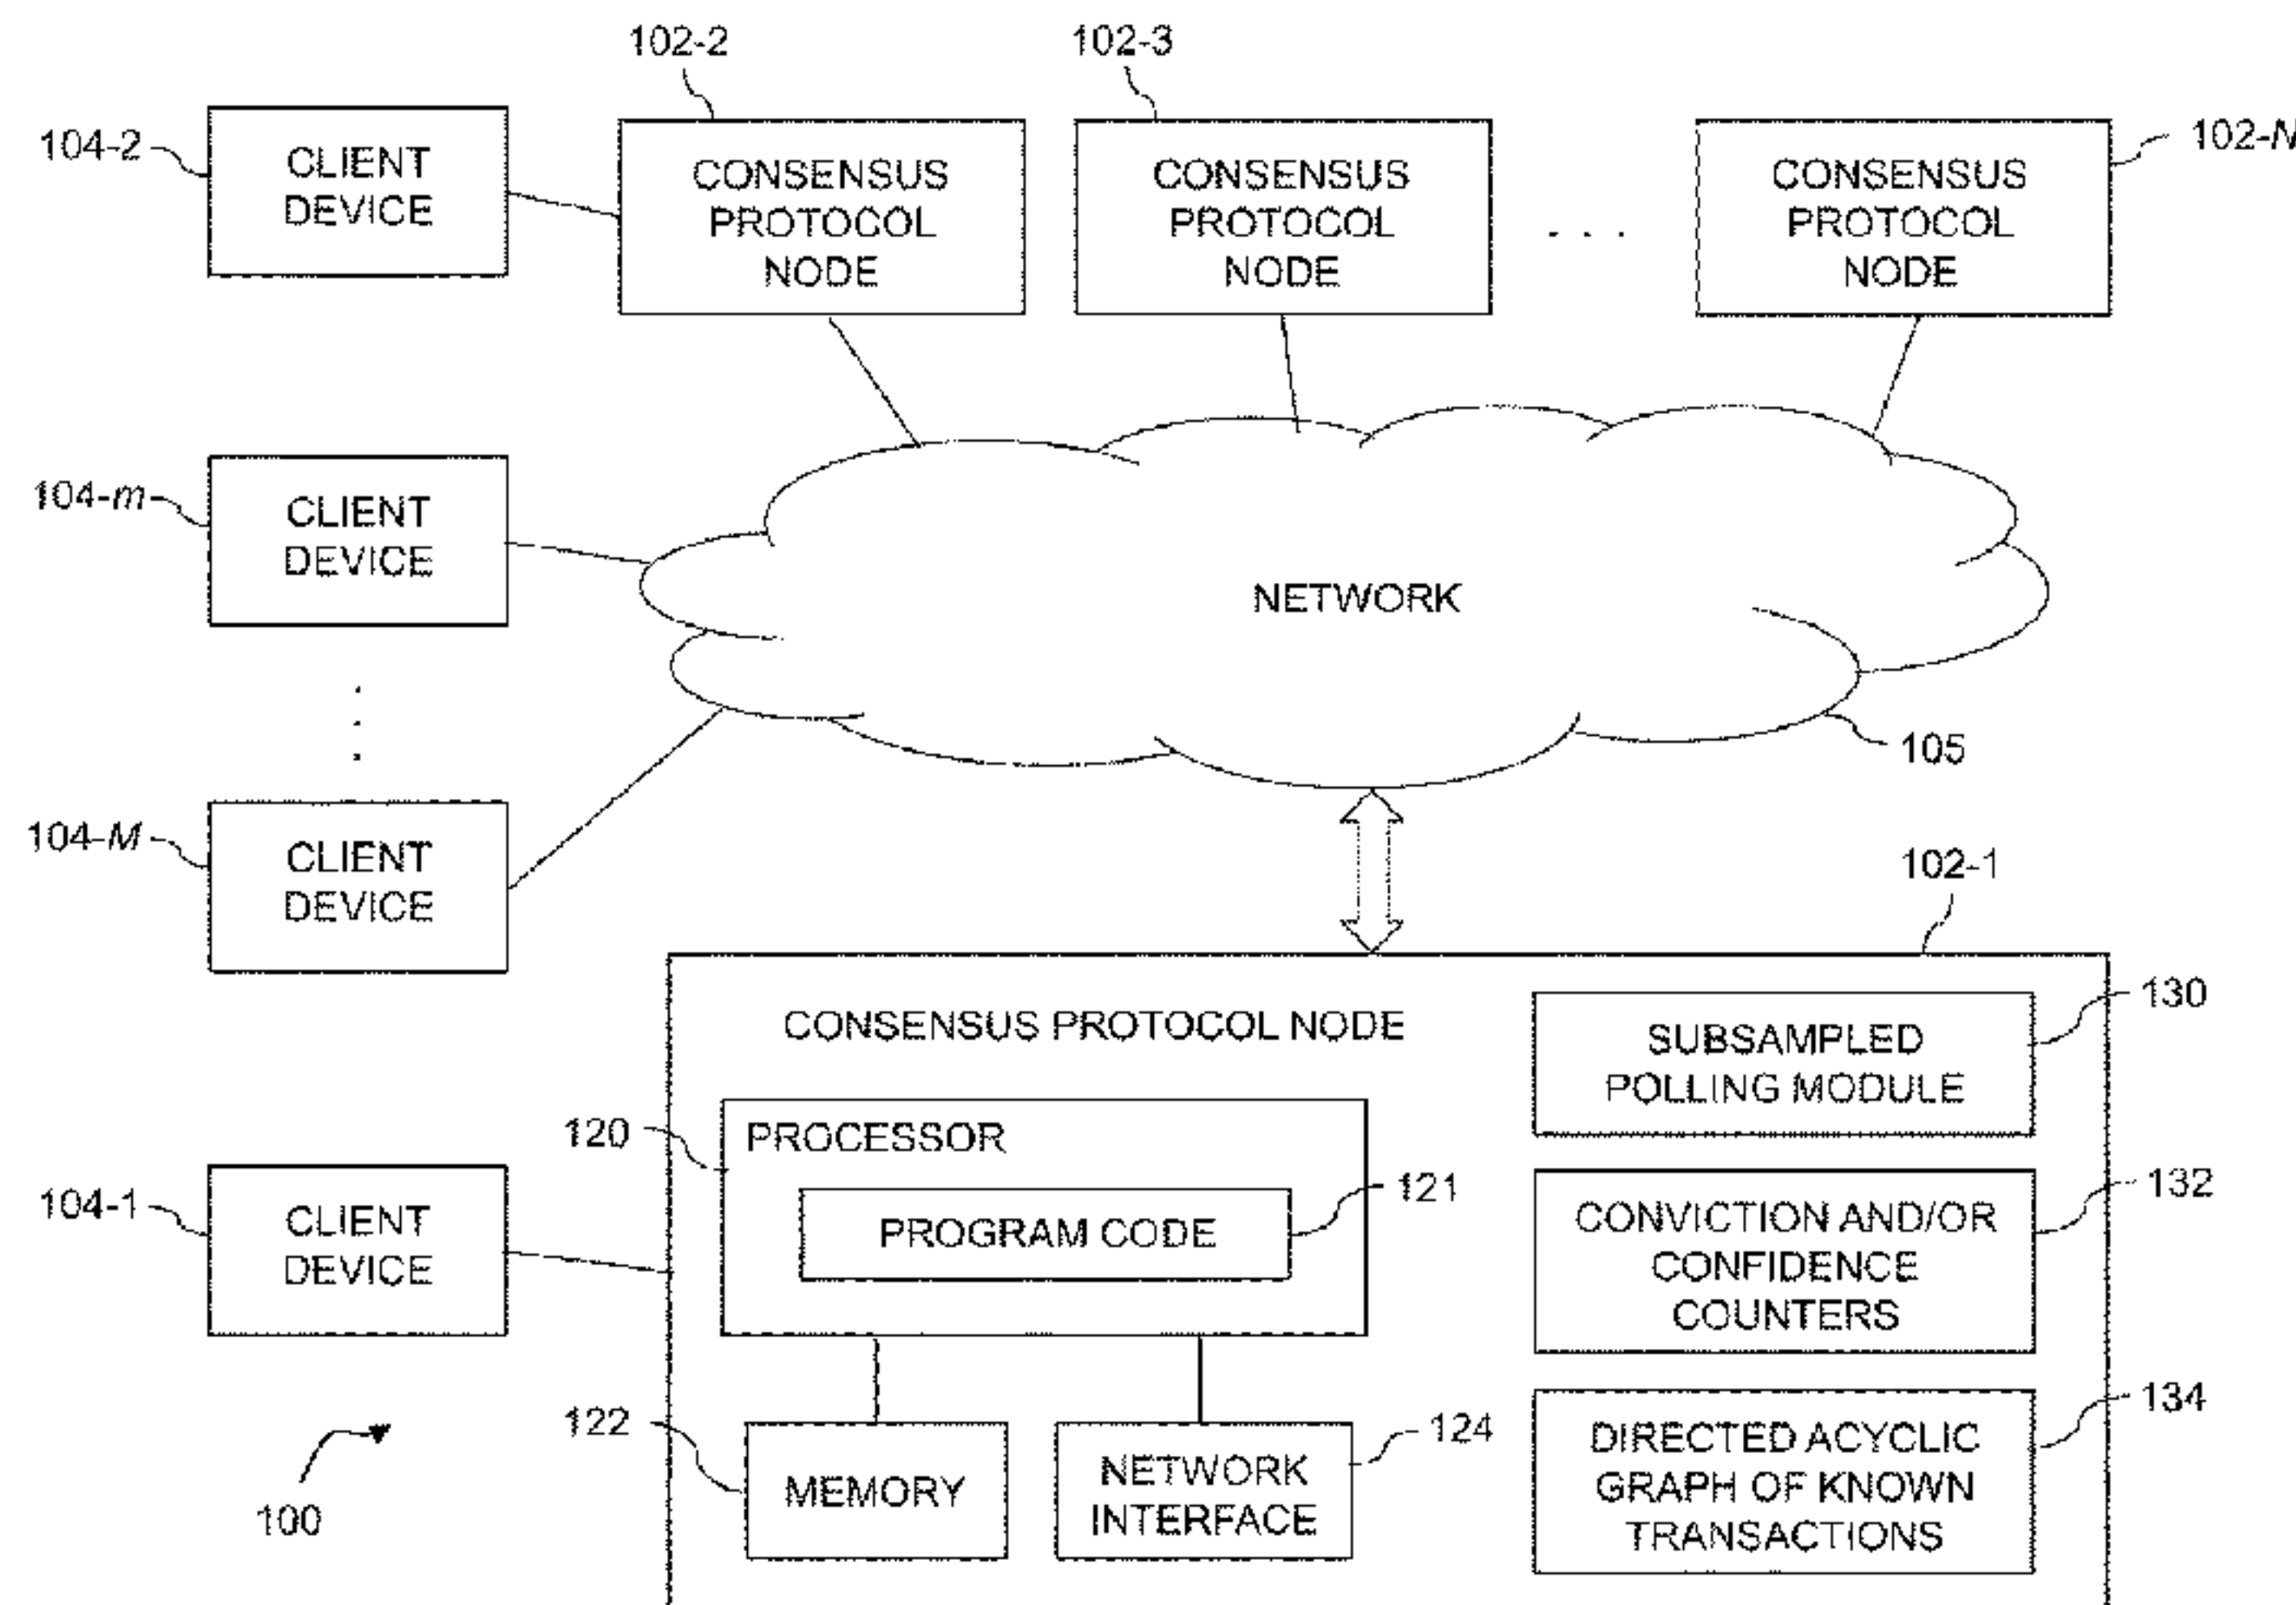 102-2
102-3
104-2
CLIENT
DEVICE
CONSENSUS
PROTOCOL
NODE
CONSENSUS
PROTOCOL
NODE
. . .
CONSENSUS
PROTOCOL
NODE
102-N
104-m
CLIENT
DEVICE
NETWORK
105
104-M
CLIENT
DEVICE
102-1
CONSENSUS PROTOCOL NODE
SUBSAMPLED
POLLING MODULE
130
120
PROCESSOR
PROGRAM CODE
121
CONVICTION AND/OR
CONFIDENCE
COUNTERS
132
104-1
CLIENT
DEVICE
122
MEMORY
NETWORK
INTERFACE
124
DIRECTED ACYCLIC
GRAPH OF KNOWN
TRANSACTIONS
134
100